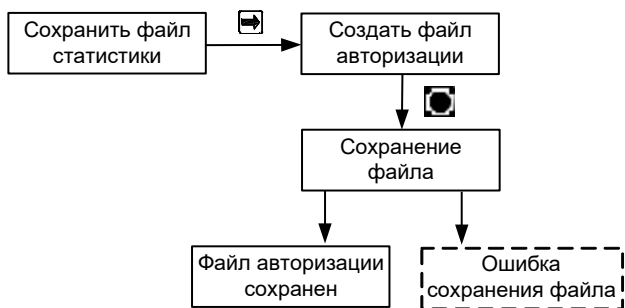 Сохранить файл
статистики
Создать файл
авторизации
Сохранение
файла
Файл авторизации
сохранен
Ошибка
сохранения файла